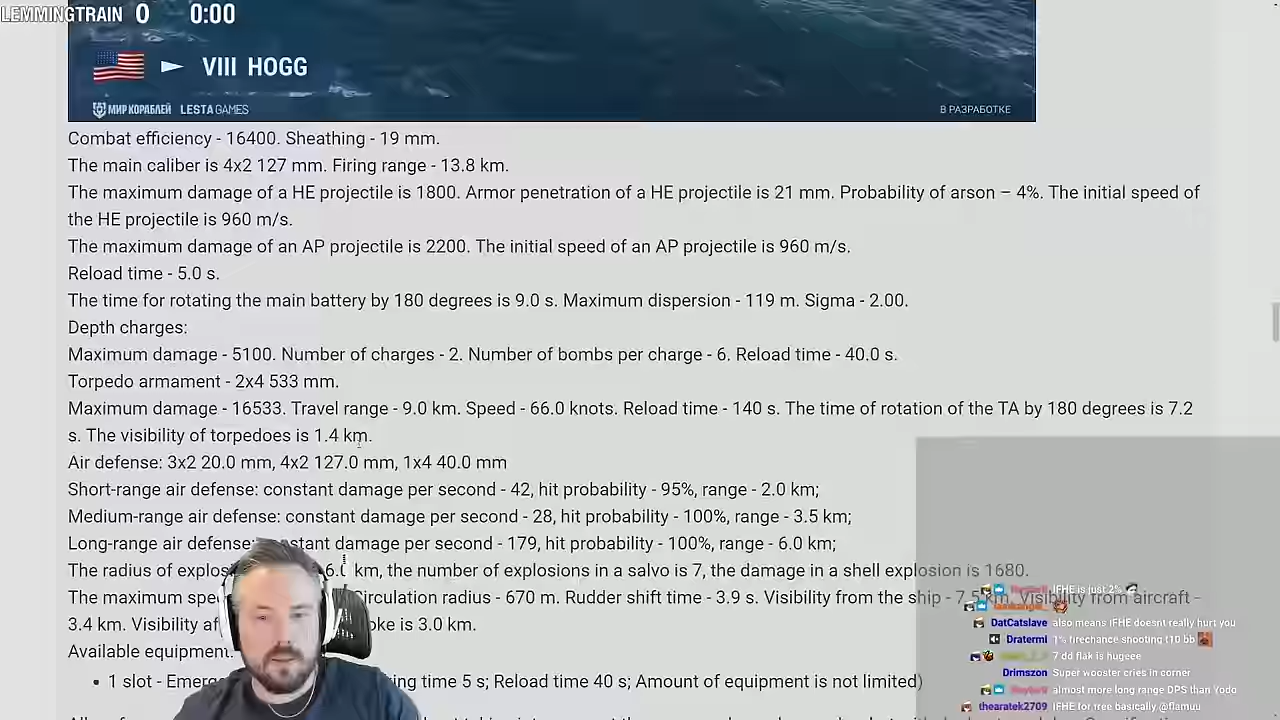 LEMMINGTRAIN 0 0:00
VIII HOGG
МИР КОРАБЛЕЙ LESTA GAMES
В РАЗРАБОТКЕ
Combat efficiency - 16400. Sheathing - 19 mm.
The main caliber is 4x2 127 mm. Firing range - 13.8 km.
The maximum damage of a HE projectile is 1800. Armor penetration of a HE projectile is 21 mm. Probability of arson – 4%. The initial speed of
the HE projectile is 960 m/s.
The maximum damage of an AP projectile is 2200. The initial speed of an AP projectile is 960 m/s.
Reload time - 5.0 s.
The time for rotating the main battery by 180 degrees is 9.0 s. Maximum dispersion - 119 m. Sigma - 2.00.
Depth charges:
Maximum damage - 5100. Number of charges - 2. Number of bombs per charge - 6. Reload time - 40.0 s.
Torpedo armament - 2x4 533 mm.
Maximum damage - 16533. Travel range - 9.0 km. Speed - 66.0 knots. Reload time - 140 s. The time of rotation of the TA by 180 degrees is 7.2
s. The visibility of torpedoes is 1.4 km.
Air defense: 3x2 20.0 mm, 4x2 127.0 mm, 1x4 40.0 mm
Short-range air defense: constant damage per second - 42, hit probability - 95%, range - 2.0 km;
Medium-range air defense: constant damage per second - 28, hit probability - 100%, range - 3.5 km;
Long-range air defense: constant damage per second - 179, hit probability - 100%, range - 6.0 km;
The radius of km, the number of explosions in a salvo is 7, the damage in a shell explosion is 1680.
The maximum Circulation radius - 670 m. Rudder shift time - 3.9 s. Visibility from the ship - 7.5 km. Visibility from aircraft -
3.4 km. Visibility is 3.0 km.
Available equipment:
1 slot - time 5 s; Reload time 40 s; Amount of equipment is not limited)
IFHE is just 2%
DatCatslave also means IFHE doesnt really hurt you
Dratermi 1% firechance shooting t10 bb
7 dd flak is hugeee
Drimszon Super wooster cries in corner
almost more long range DPS than Yodo
thearatek2709 IFHE for free basically @flamuu